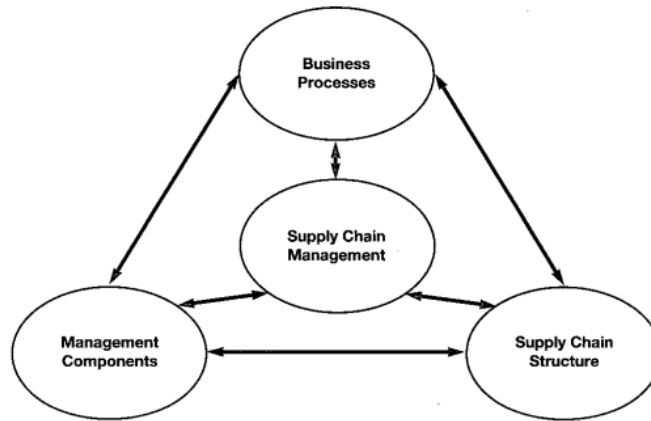 Business
Processes
Supply Chain
Management
Management
Components
Supply Chain
Structure